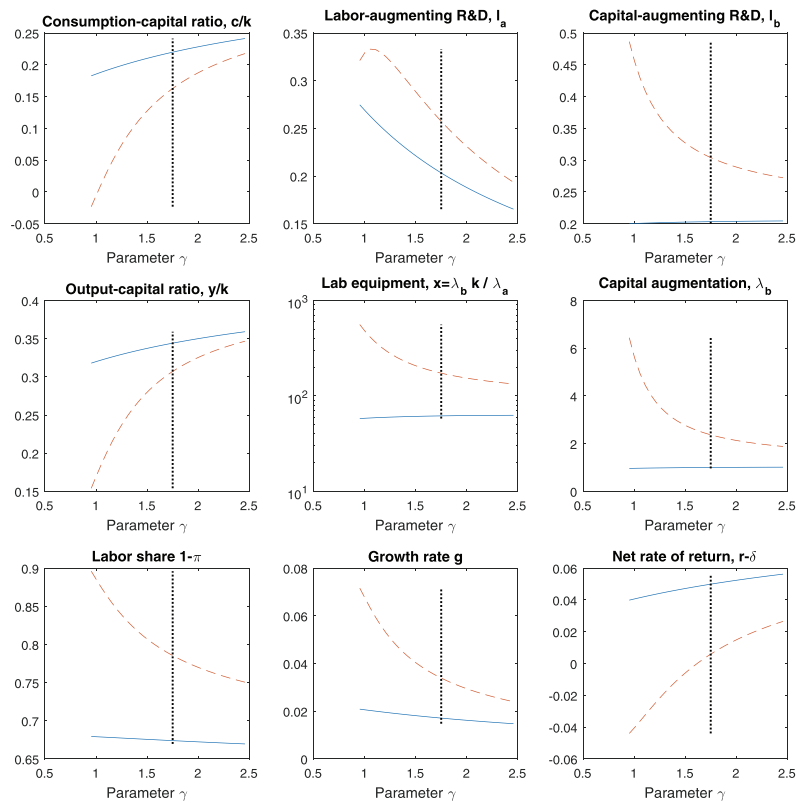 Consumption-capital ratio, c/k
0.25
0.2
0.15
0.1
0.05
0
-0.05
0.5 1 1.5 2 2.5
Parameter γ
Labor-augmenting R&D, l_a
0.35
0.3
0.25
0.2
0.15
0.5 1 1.5 2 2.5
Parameter γ
Capital-augmenting R&D, l_b
0.5
0.45
0.4
0.35
0.3
0.25
0.2
0.5 1 1.5 2 2.5
Parameter γ
Output-capital ratio, y/k
0.4
0.35
0.3
0.25
0.2
0.15
0.5 1 1.5 2 2.5
Parameter γ
Lab equipment, x=λ_b k / λ_a
10^3
10^2
10^1
0.5 1 1.5 2 2.5
Parameter γ
Capital augmentation, λ_b
8
6
4
2
0
0.5 1 1.5 2 2.5
Parameter γ
Labor share 1-π
0.9
0.85
0.8
0.75
0.7
0.65
0.5 1 1.5 2 2.5
Parameter γ
Growth rate g
0.08
0.06
0.04
0.02
0
0.5 1 1.5 2 2.5
Parameter γ
Net rate of return, r-δ
0.06
0.04
0.02
0
-0.02
-0.04
-0.06
0.5 1 1.5 2 2.5
Parameter γ